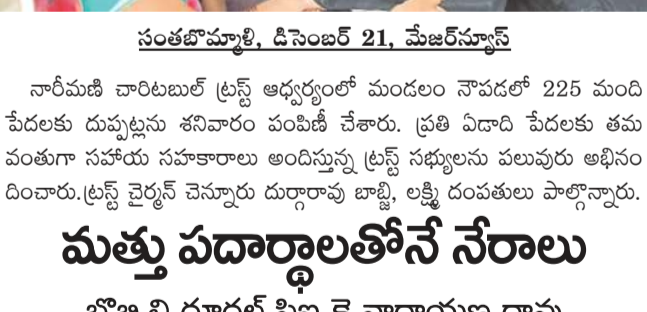 సంతబొమ్మాళి, డిసెంబర్ 21, మేజర్‌న్యూస్
నారీమణి చారిటబుల్ ట్రస్ట్ ఆధ్వర్యంలో మండలం నౌపడలో 225 మంది
పేదలకు దుప్పట్లను శనివారం పంపిణీ చేశారు. ప్రతి ఏడాది పేదలకు తమ
వంతుగా సహాయ సహకారాలు అందిస్తున్న ట్రస్ట్ సభ్యులను పలువురు అభినం
దించారు.ట్రస్ట్ చైర్మన్ చెన్నూరు దుర్గారావు బాబ్జి, లక్ష్మి దంపతులు పాల్గొన్నారు.
మత్తు పదార్థాలతోనే నేరాలు